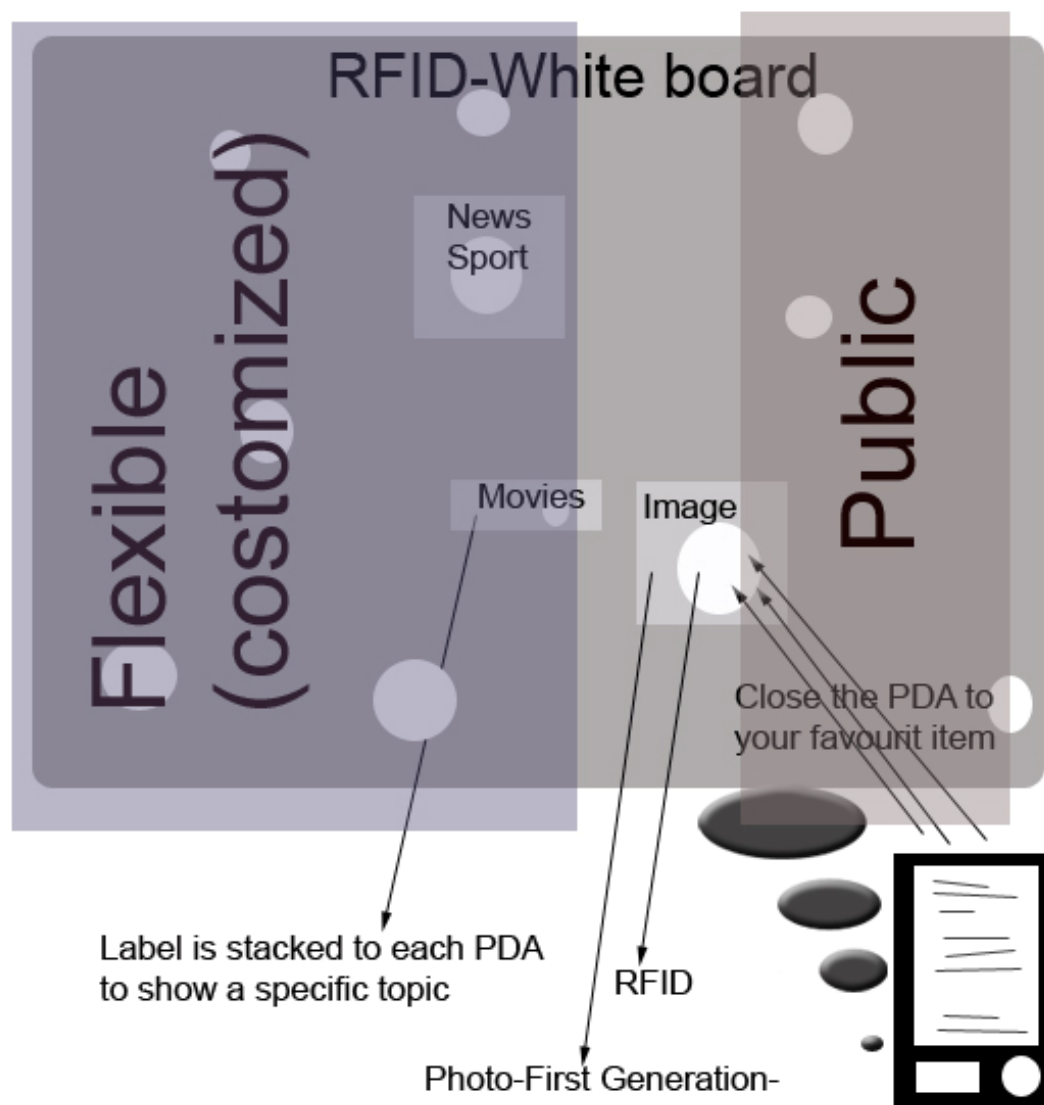 RFID-White board
Flexible
(costomized)
News
Sport
Public
Movies
Image
Close the PDA to
your favourit item
Label is stacked to each PDA
to show a specific topic
RFID
Photo-First Generation-